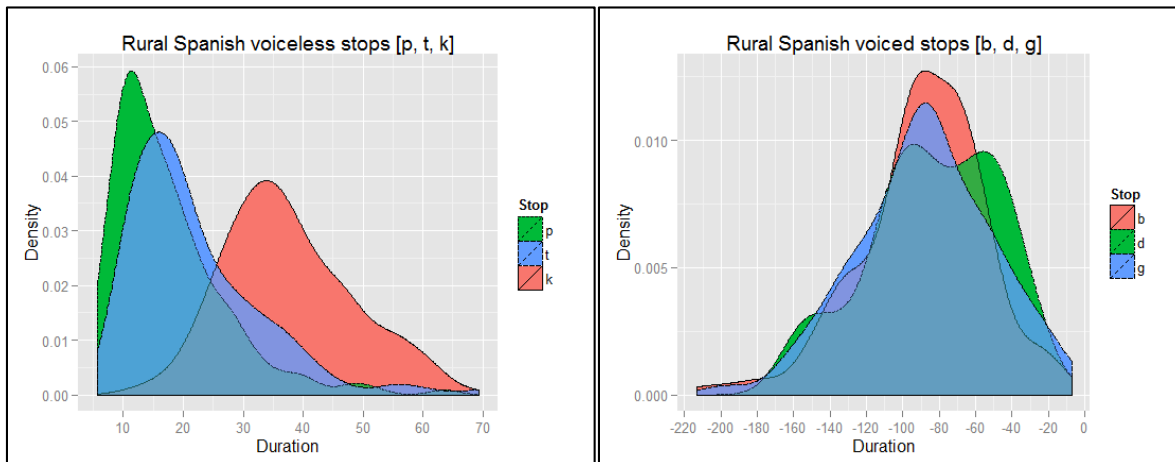 Rural Spanish voiceless stops [p, t, k]
0.06
0.05
0.04
0.03
0.02
0.01
0.00
Density
10 20 30 40 50 60 70
Duration
Stop
p
t
k
Rural Spanish voiced stops [b, d, g]
0.010
0.005
0.000
Density
-220 -200 -180 -160 -140 -120 -100 -80 -60 -40 -20 0
Duration
Stop
b
d
g